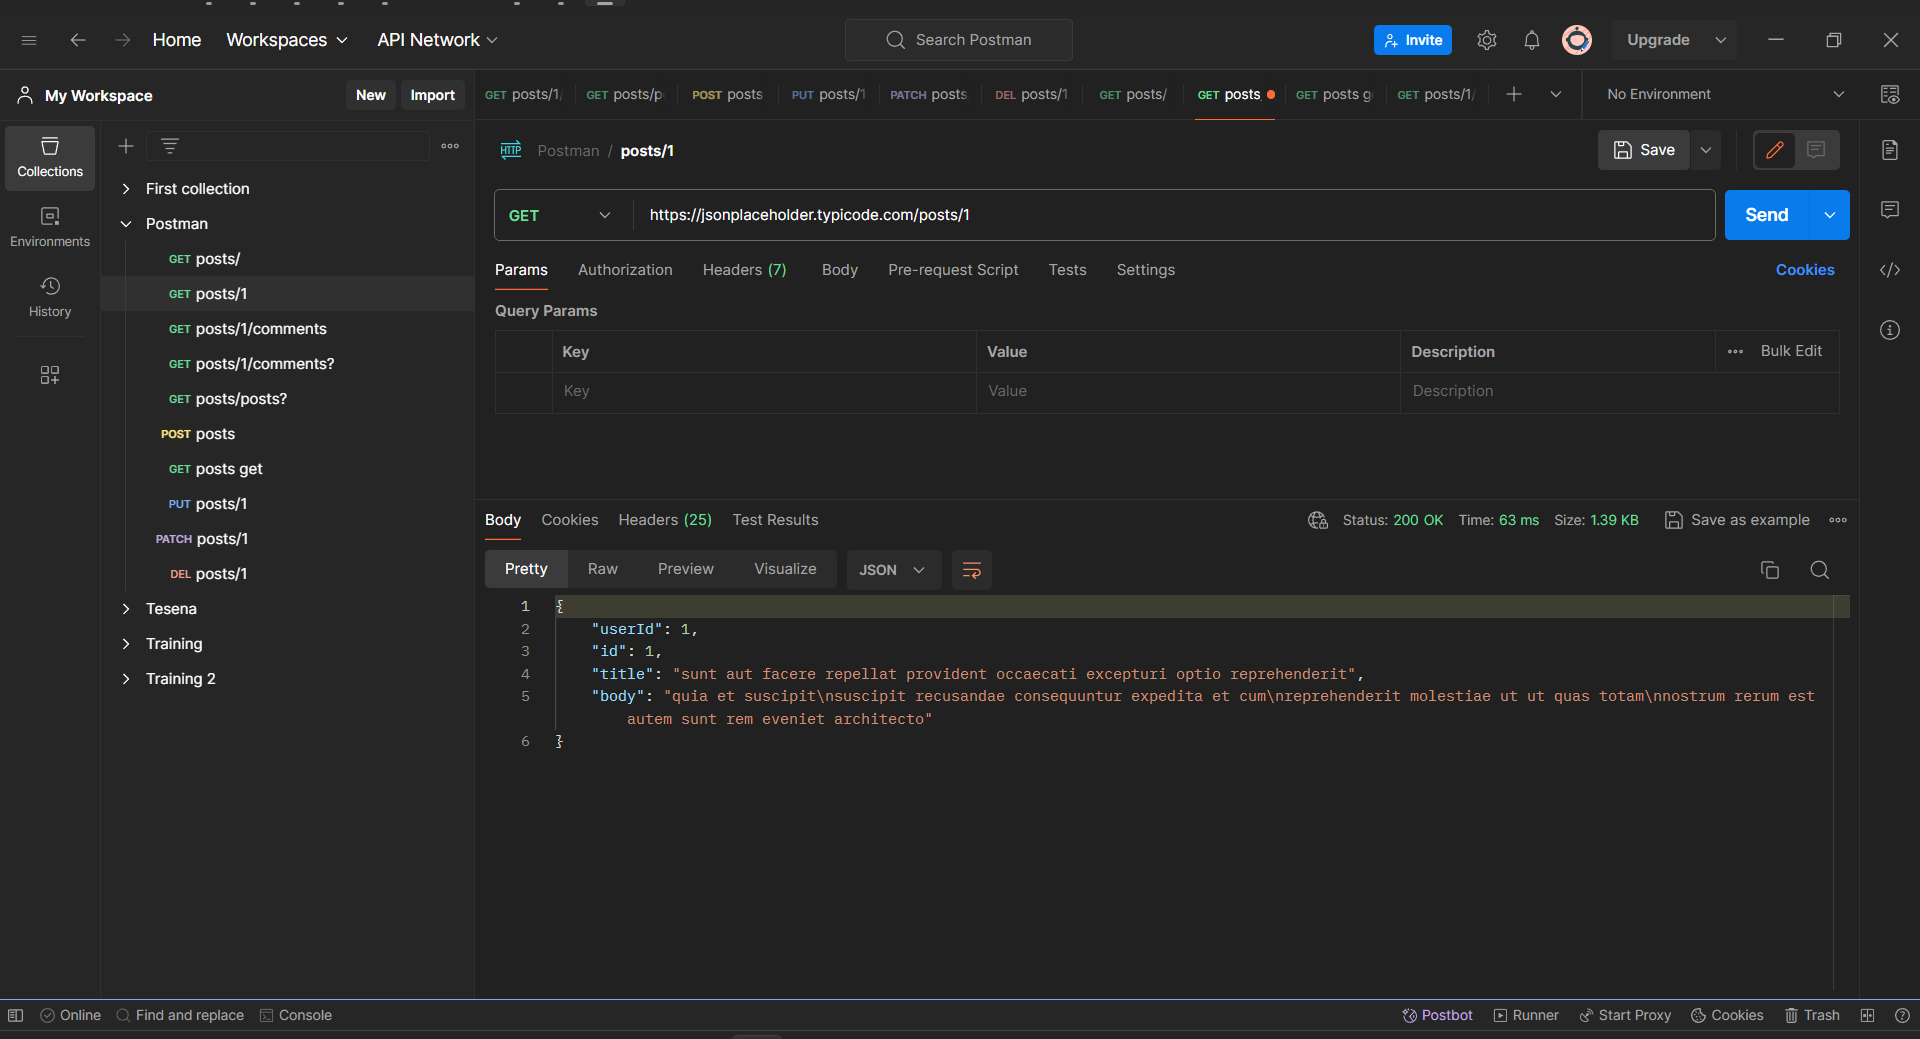 Home Workspaces API Network Search Postman Invite Upgrade
My Workspace New Import
GET posts/1/ GET posts/p POST posts PUT posts/1 PATCH posts DEL posts/1 GET posts/ GET posts GET posts g GET posts/1/ No Environment
Collections
Environments
History
First collection
Postman
GET posts/
GET posts/1
GET posts/1/comments
GET posts/1/comments?
GET posts/posts?
POST posts
GET posts get
PUT posts/1
PATCH posts/1
DEL posts/1
Tesena
Training
Training 2
HTTP Postman / posts/1 Save
GET https://jsonplaceholder.typicode.com/posts/1 Send
Params Authorization Headers (7) Body Pre-request Script Tests Settings Cookies
Query Params
Key Value Description Bulk Edit
Key Value Description
Body Cookies Headers (25) Test Results Status: 200 OK Time: 63 ms Size: 1.39 KB Save as example
Pretty Raw Preview Visualize JSON
1 {
2 "userId": 1,
3 "id": 1,
4 "title": "sunt aut facere repellat provident occaecati excepturi optio reprehenderit",
5 "body": "quia et suscipit\nsuscipit recusandae consequuntur expedita et cum\nreprehenderit molestiae ut ut quas totam\nnostrum rerum est
autem sunt rem eveniet architecto"
6 }
Online Find and replace Console Postbot Runner Start Proxy Cookies Trash